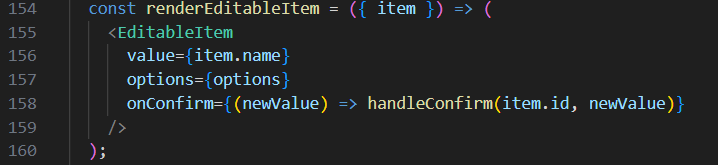 154 const renderEditableItem = ({ item }) => (
155 <EditableItem
156 value={item.name}
157 options={options}
158 onConfirm={(newValue) => handleConfirm(item.id, newValue)}
159 />
160 );